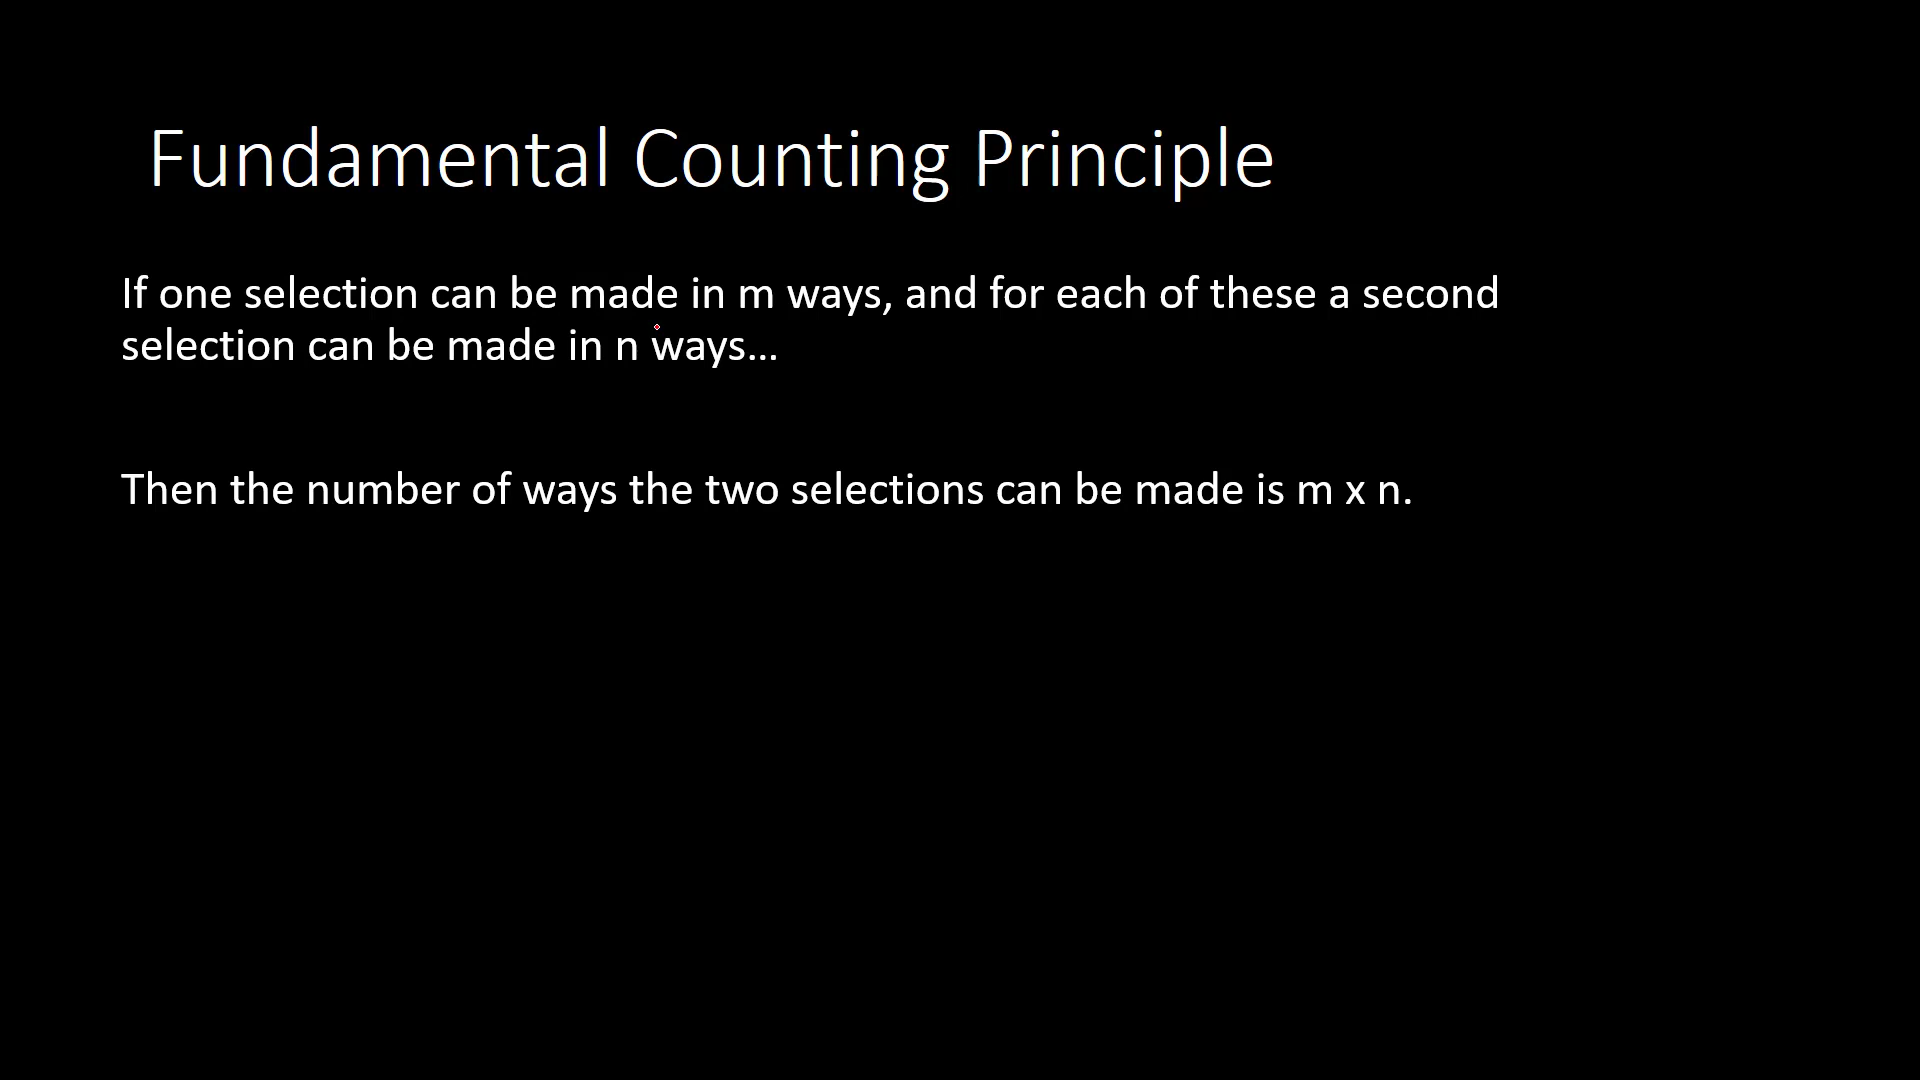 Fundamental Counting Principle
If one selection can be made in m ways, and for each of these a second
selection can be made in n ways...
Then the number of ways the two selections can be made is m x n.